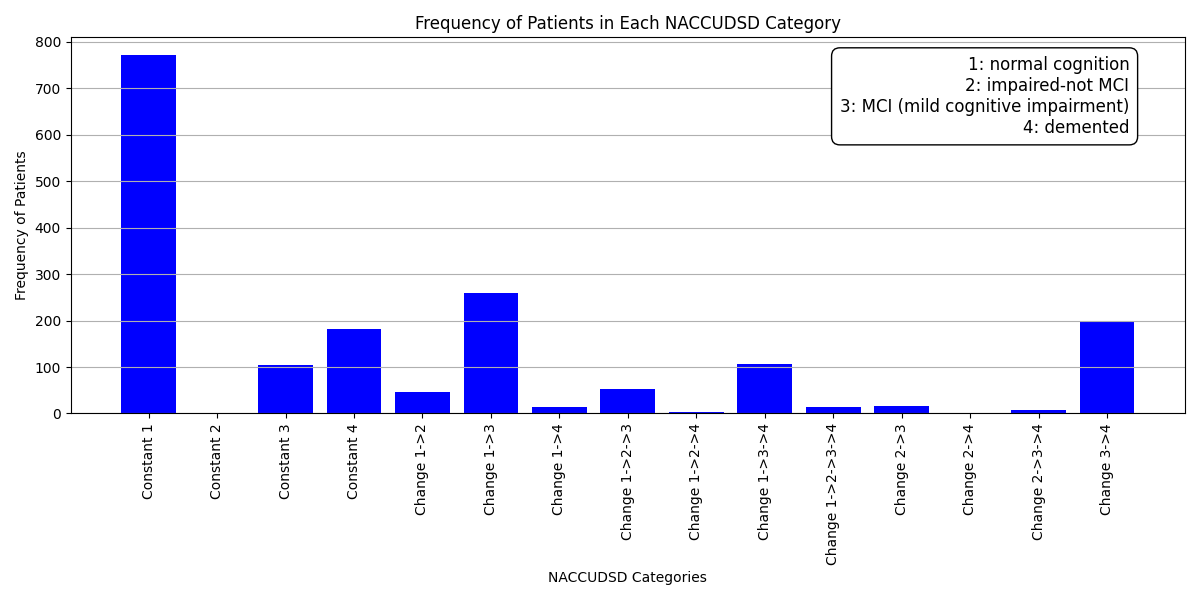 Frequency of Patients in Each NACCUDSD Category
1: normal cognition
2: impaired-not MCI
3: MCI (mild cognitive impairment)
4: demented
Frequency of Patients
800
700
600
500
400
300
200
100
0
Constant 1
Constant 2
Constant 3
Constant 4
Change 1->2
Change 1->3
Change 1->4
Change 1->2->3
Change 1->2->4
Change 1->3->4
Change 1->2->3->4
Change 2->3
Change 2->4
Change 2->3->4
Change 3->4
NACCUDSD Categories